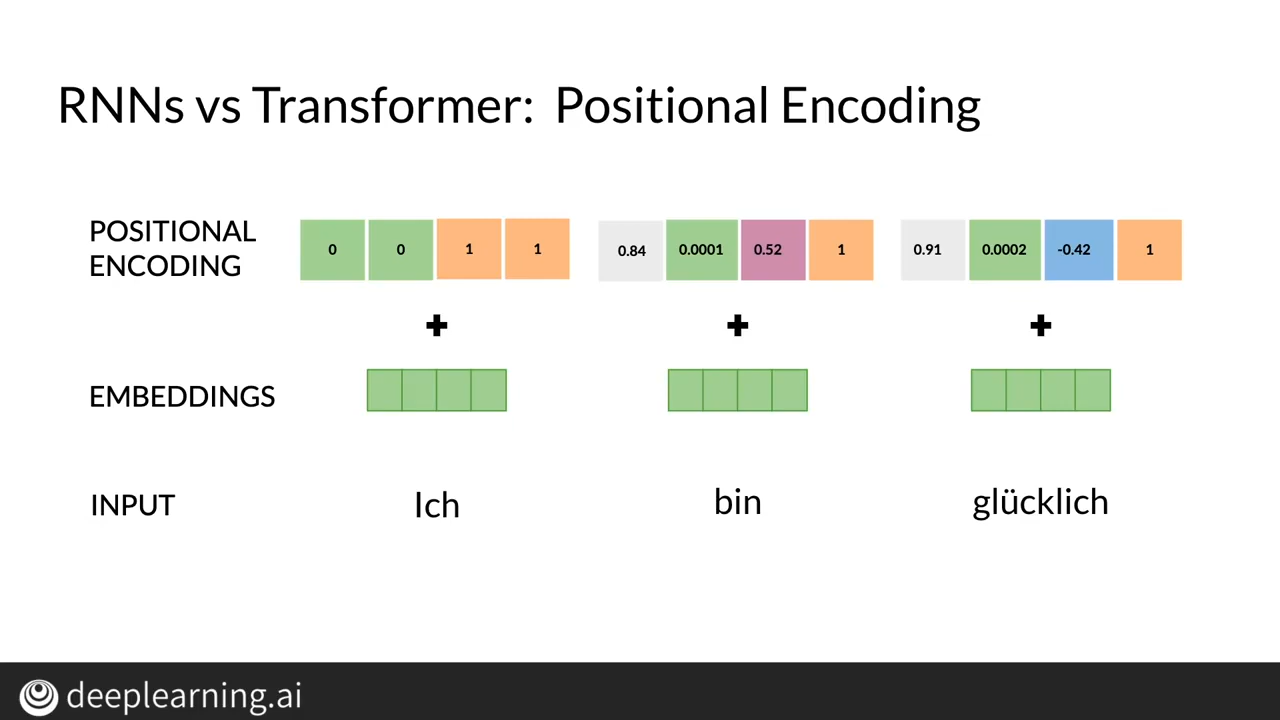 RNNs vs Transformer: Positional Encoding
POSITIONAL
ENCODING
0 0 1 1 0.84 0.0001 0.52 1 0.91 0.0002 -0.42 1
+ + +
EMBEDDINGS
INPUT Ich bin glücklich
deeplearning.ai